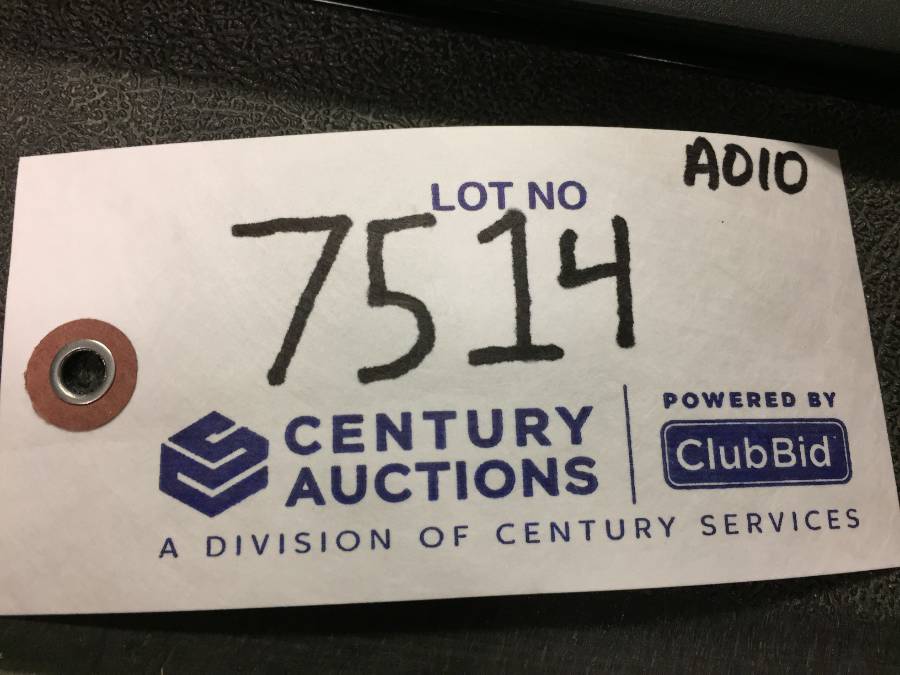 A010
LOT NO
7514
CENTURY
AUCTIONS
POWERED BY
ClubBid
A DIVISION OF CENTURY SERVICES